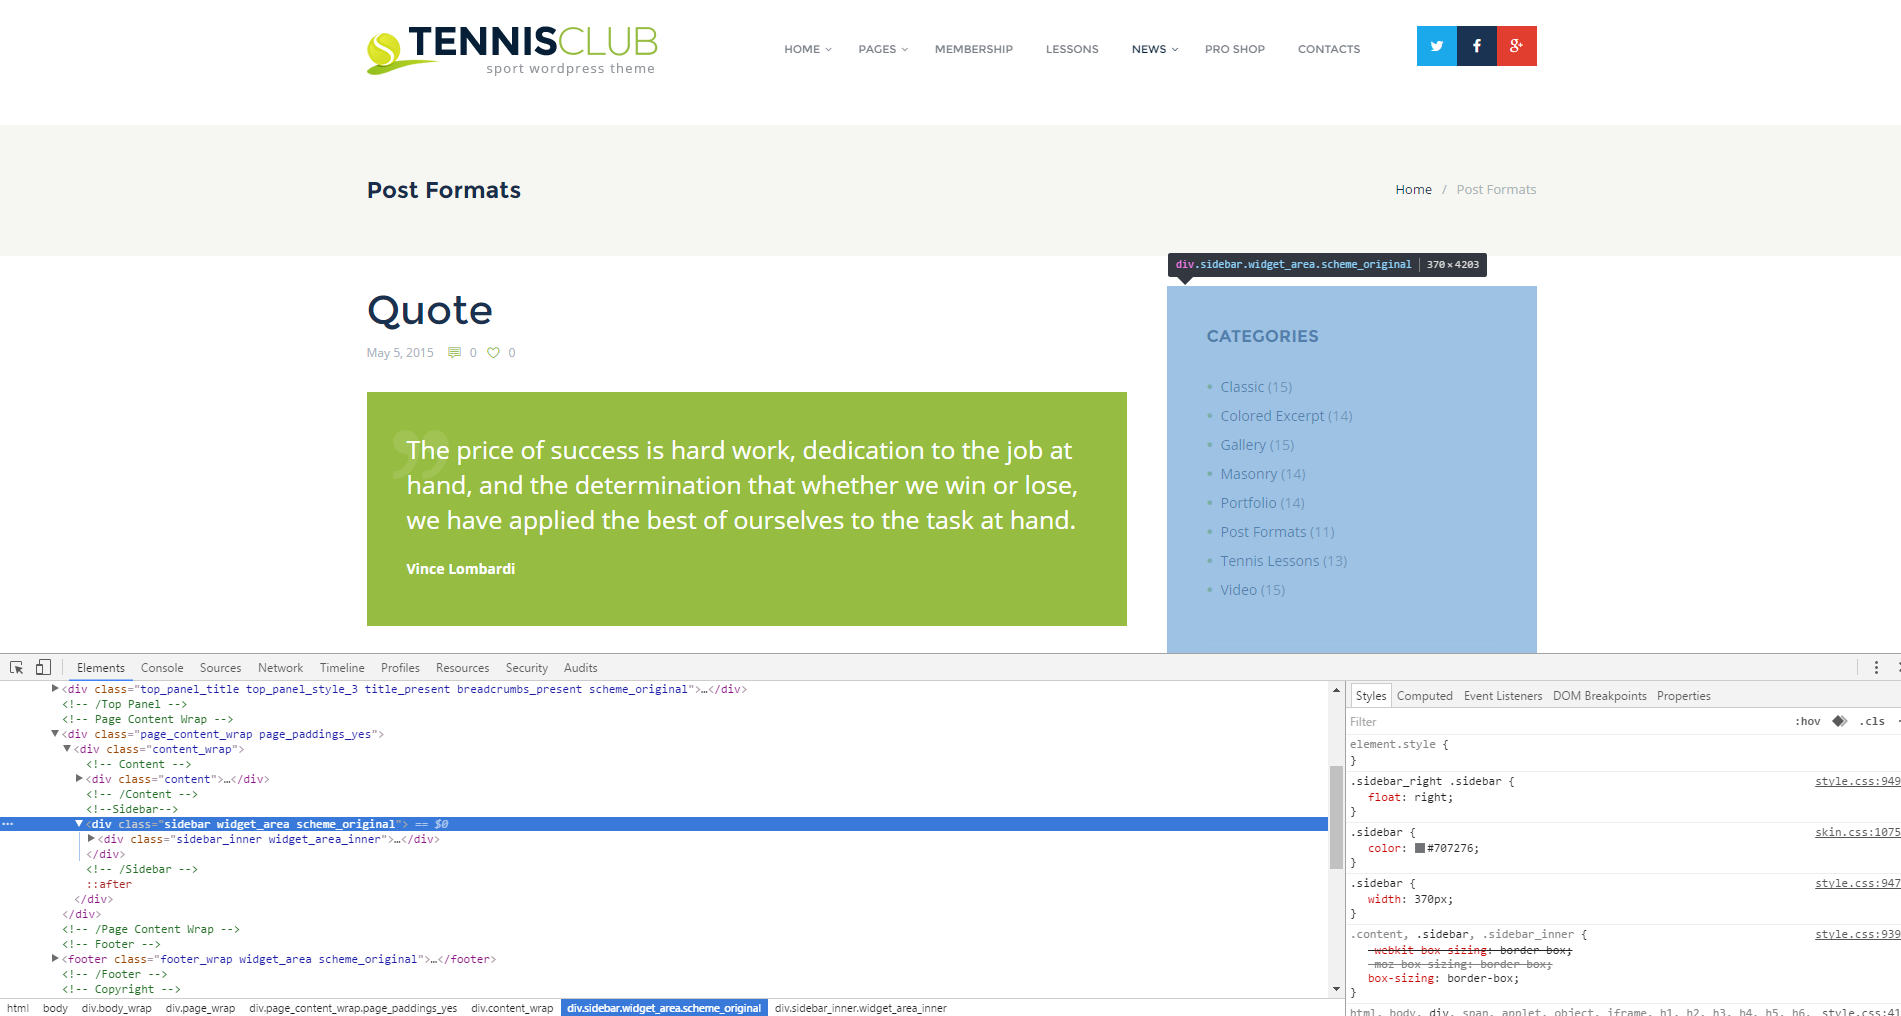 TENNISCLUB
sport wordpress theme
HOME PAGES MEMBERSHIP LESSONS NEWS PRO SHOP CONTACTS
Post Formats
Home / Post Formats
div.sidebar.widget_area.scheme_original | 370×4203
Quote
May 5, 2015 0 0
The price of success is hard work, dedication to the job at
hand, and the determination that whether we win or lose,
we have applied the best of ourselves to the task at hand.
Vince Lombardi
CATEGORIES
Classic (15)
Colored Excerpt (14)
Gallery (15)
Masonry (14)
Portfolio (14)
Post Formats (11)
Tennis Lessons (13)
Video (15)
Elements Console Sources Network Timeline Profiles Resources Security Audits
<div class="top_panel_title top_panel_style_3 title_present breadcrumbs_present scheme_original">…</div>
<!-- /Top Panel -->
<!-- Page Content Wrap -->
<div class="page_content_wrap page_paddings_yes">
<div class="content_wrap">
<!-- Content -->
<div class="content">…</div>
<!-- /Content -->
<!--Sidebar-->
<div class="sidebar widget_area scheme_original"> == $0
<div class="sidebar_inner widget_area_inner">…</div>
</div>
<!-- /Sidebar -->
::after
</div>
</div>
<!-- /Page Content Wrap -->
<!-- Footer -->
<footer class="footer_wrap widget_area scheme_original">…</footer>
<!-- /Footer -->
<!-- Copyright -->
html body div.body_wrap div.page_wrap div.page_content_wrap.page_paddings_yes div.content_wrap div.sidebar.widget_area.scheme_original div.sidebar_inner.widget_area_inner
Styles Computed Event Listeners DOM Breakpoints Properties
Filter :hov .cls
element.style {
}
.sidebar_right .sidebar { style.css:949
float: right;
}
.sidebar { skin.css:1075
color: #707276;
}
.sidebar { style.css:947
width: 370px;
}
.content, .sidebar, .sidebar_inner { style.css:939
-webkit-box-sizing: border-box;
-moz-box-sizing: border-box;
box-sizing: border-box;
}
html, body, div, span, applet, object, iframe, h1, h2, h3, h4, h5, h6, style.css:41